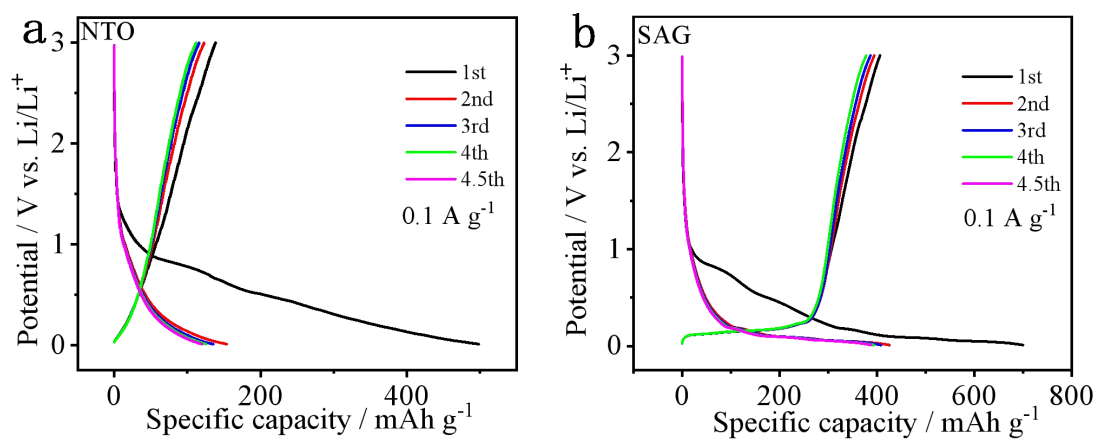 a
NTO
3
2
1
0
Potential / V vs. Li/Li⁺
1st
2nd
3rd
4th
4.5th
0.1 A g⁻¹
0
200
400
Specific capacity / mAh g⁻¹
b
SAG
3
2
1
0
Potential / V vs. Li/Li⁺
1st
2nd
3rd
4th
4.5th
0.1 A g⁻¹
0
200
400
600
800
Specific capacity / mAh g⁻¹